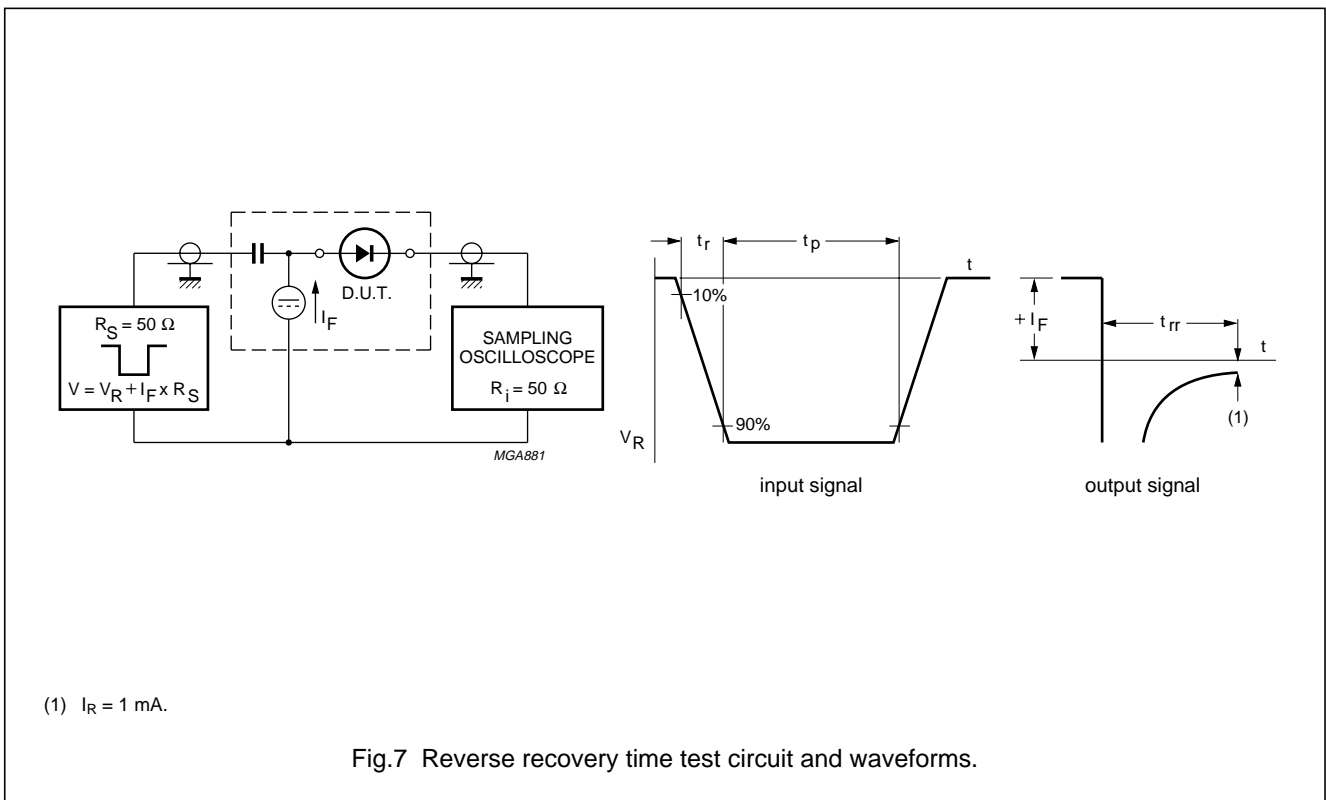 R_S = 50 Ω
V = V_R + I_F x R_S
I_F
D.U.T.
SAMPLING
OSCILLOSCOPE
R_i = 50 Ω
MGA881
t_r
t_p
t
10%
90%
V_R
input signal
+ I_F
t_rr
t
(1)
output signal
(1) I_R = 1 mA.
Fig.7 Reverse recovery time test circuit and waveforms.